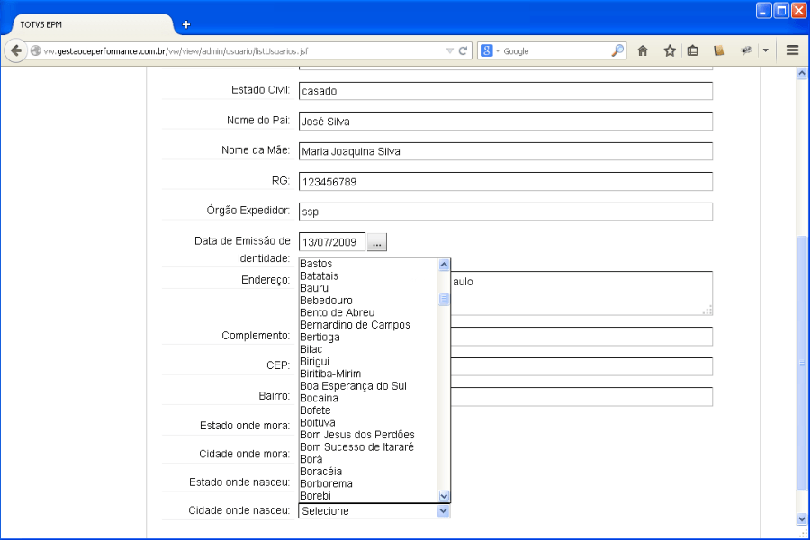 TOTVS EPM
vw.gestaoeperformance.com.br/vw/view/admin/usuario/listUsuarios.jsf
Google
Estado Civil: casado
Nome do Pai: José Silva
Nome da Mãe: Maria Joaquina Silva
RG: 123456789
Órgão Expedidor: ssp
Data de Emissão de 13/07/2009 ...
dentidade:
Endereço: aulo
Complemento:
CEP:
Bairro:
Estado onde mora:
Cidade onde mora:
Estado onde nasceu:
Cidade onde nasceu: Selecione
Bastos
Batatais
Bauru
Bebedouro
Bento de Abreu
Bernardino de Campos
Bertioga
Bilac
Birigui
Biritiba-Mirim
Boa Esperança do Sul
Bocaina
Bofete
Boituva
Bom Jesus dos Perdões
Bom Sucesso de Itararé
Borá
Boracéia
Borborema
Borebi